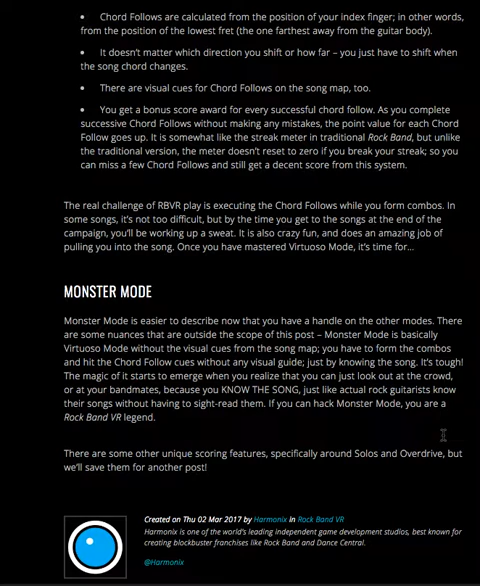 • Chord Follows are calculated from the position of your index finger; in other words,
from the position of the lowest fret (the one farthest away from the guitar body).
• It doesn't matter which direction you shift or how far – you just have to shift when
the song chord changes.
• There are visual cues for Chord Follows on the song map, too.
• You get a bonus score award for every successful chord follow. As you complete
successive Chord Follows without making any mistakes, the point value for each Chord
Follow goes up. It is somewhat like the streak meter in traditional Rock Band, but unlike
the traditional version, the meter doesn't reset to zero if you break your streak; so you
can miss a few Chord Follows and still get a decent score from this system.
The real challenge of RBVR play is executing the Chord Follows while you form combos. In
some songs, it's not too difficult, but by the time you get to the songs at the end of the
campaign, you'll be working up a sweat. It is also crazy fun, and does an amazing job of
pulling you into the song. Once you have mastered Virtuoso Mode, it's time for...
MONSTER MODE
Monster Mode is easier to describe now that you have a handle on the other modes. There
are some nuances that are outside the scope of this post – Monster Mode is basically
Virtuoso Mode without the visual cues from the song map; you have to form the combos
and hit the Chord Follow cues without any visual guide; just by knowing the song. It's tough!
The magic of it starts to emerge when you realize that you can just look out at the crowd,
or at your bandmates, because you KNOW THE SONG, just like actual rock guitarists know
their songs without having to sight-read them. If you can hack Monster Mode, you are a
Rock Band VR legend.
There are some other unique scoring features, specifically around Solos and Overdrive, but
we'll save them for another post!
Created on Thu 02 Mar 2017 by Harmonix in Rock Band VR
Harmonix is one of the world's leading independent game development studios, best known for
creating blockbuster franchises like Rock Band and Dance Central.
@Harmonix